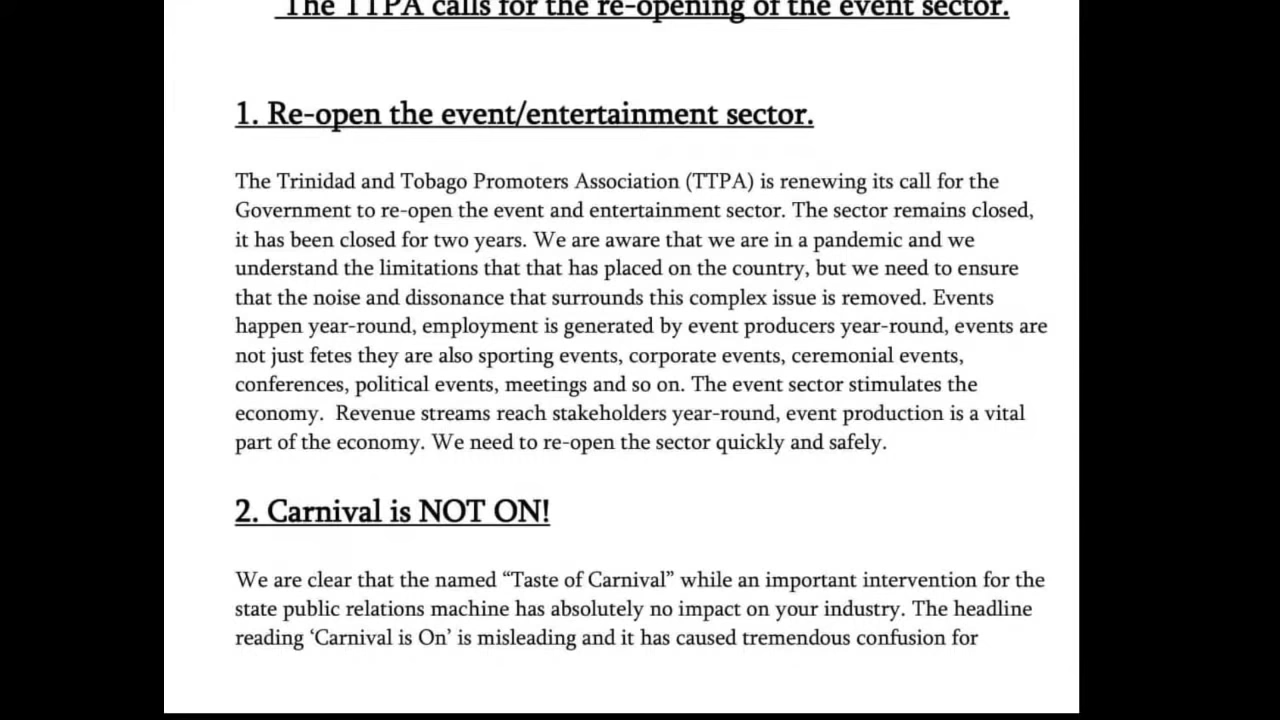 The TTPA calls for the re-opening of the event sector.
1. Re-open the event/entertainment sector.
The Trinidad and Tobago Promoters Association (TTPA) is renewing its call for the
Government to re-open the event and entertainment sector. The sector remains closed,
it has been closed for two years. We are aware that we are in a pandemic and we
understand the limitations that that has placed on the country, but we need to ensure
that the noise and dissonance that surrounds this complex issue is removed. Events
happen year-round, employment is generated by event producers year-round, events are
not just fetes they are also sporting events, corporate events, ceremonial events,
conferences, political events, meetings and so on. The event sector stimulates the
economy.  Revenue streams reach stakeholders year-round, event production is a vital
part of the economy. We need to re-open the sector quickly and safely.
2. Carnival is NOT ON!
We are clear that the named “Taste of Carnival” while an important intervention for the
state public relations machine has absolutely no impact on your industry. The headline
reading ‘Carnival is On’ is misleading and it has caused tremendous confusion for